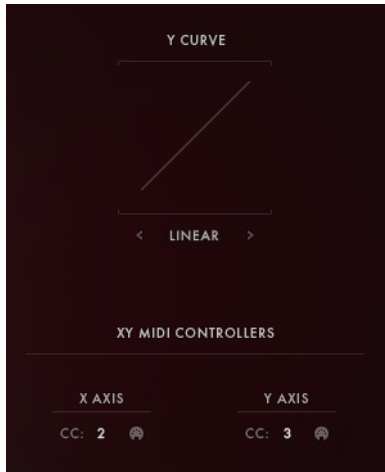 Y CURVE
< LINEAR >
XY MIDI CONTROLLERS
X AXIS Y AXIS
CC: 2 CC: 3